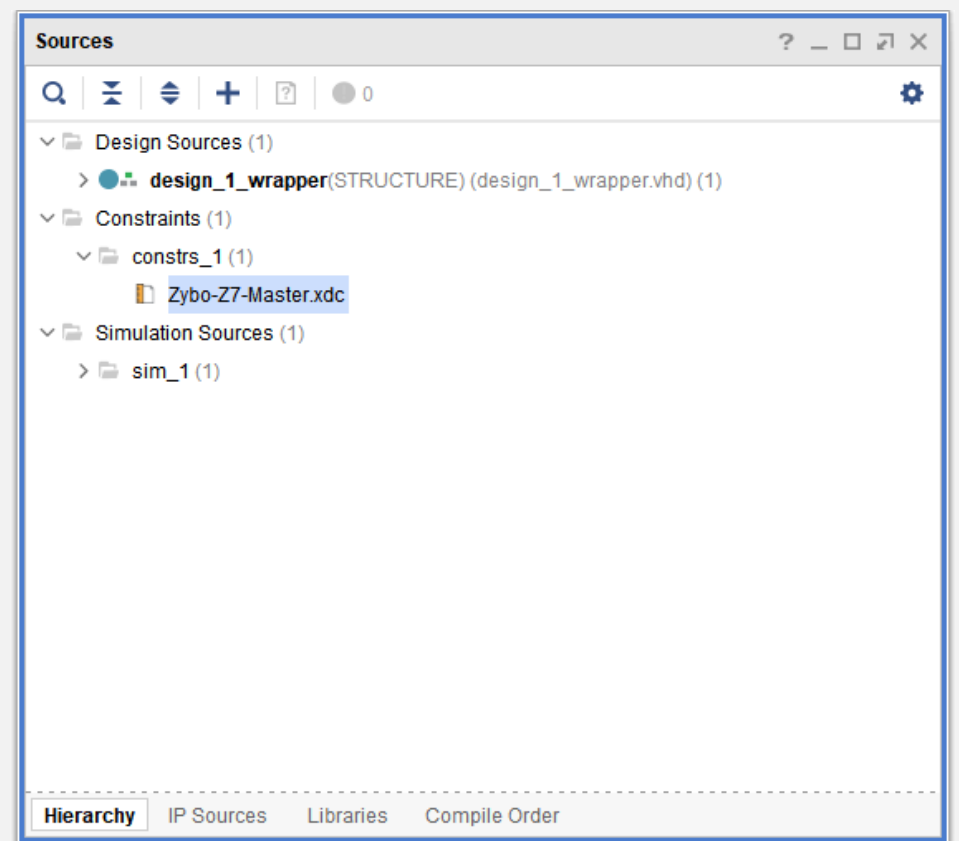 Sources ?
? 0
Design Sources (1)
design_1_wrapper(STRUCTURE) (design_1_wrapper.vhd) (1)
Constraints (1)
constrs_1 (1)
Zybo-Z7-Master.xdc
Simulation Sources (1)
sim_1 (1)
Hierarchy IP Sources Libraries Compile Order